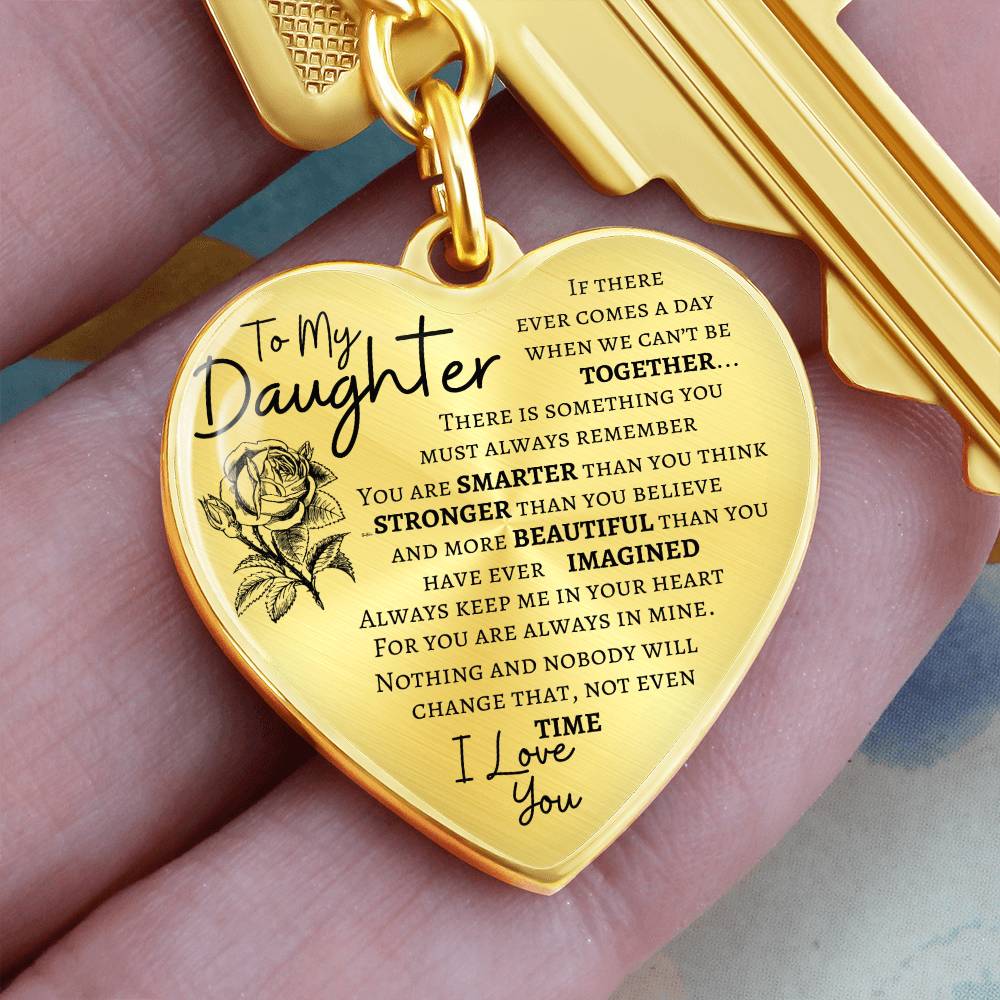 To My
Daughter
IF THERE
EVER COMES A DAY
WHEN WE CAN'T BE
TOGETHER...
THERE IS SOMETHING YOU
MUST ALWAYS REMEMBER
YOU ARE SMARTER THAN YOU THINK
STRONGER THAN YOU BELIEVE
AND MORE BEAUTIFUL THAN YOU
HAVE EVER IMAGINED
ALWAYS KEEP ME IN YOUR HEART
FOR YOU ARE ALWAYS IN MINE.
NOTHING AND NOBODY WILL
CHANGE THAT, NOT EVEN
TIME
I Love
You